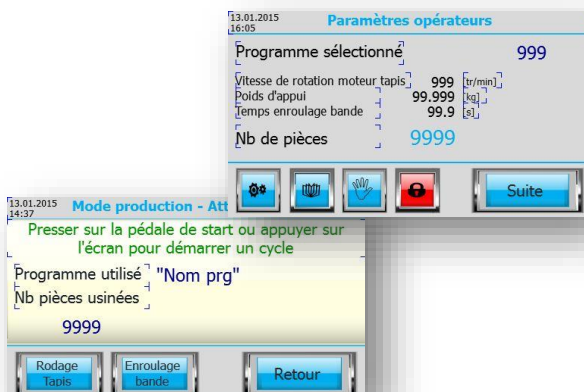 13.01.2015
16:05
Paramètres opérateurs
Programme sélectionné 999
Vitesse de rotation moteur tapis 999 [tr/min]
Poids d'appui 99.999 [kg]
Temps enroulage bande 99.9 [s]
Nb de pièces 9999
Suite
13.01.2015
14:37
Mode production - Att
Presser sur la pédale de start ou appuyer sur
l'écran pour démarrer un cycle
Programme utilisé "Nom prg"
Nb pièces usinées
9999
Rodage
Tapis
Enroulage
bande
Retour